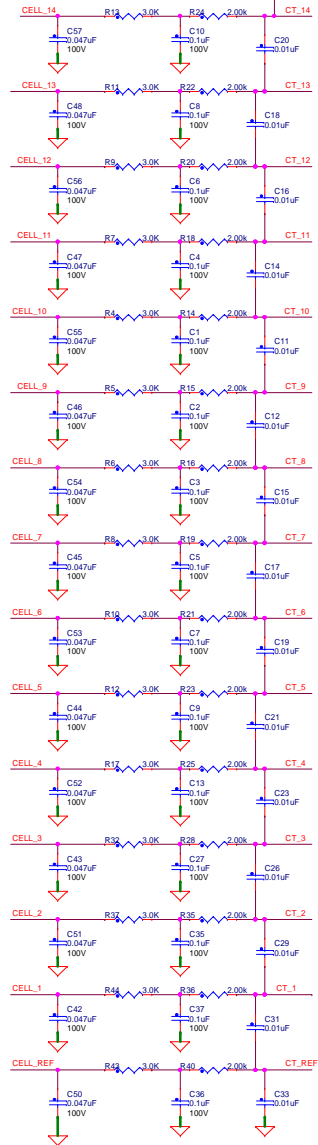 CELL_14 R13 3.0K R24 2.00k CT_14
C57 0.047uF 100V C10 0.1uF 100V C20 0.01uF
CELL_13 R11 3.0K R22 2.00k CT_13
C48 0.047uF 100V C8 0.1uF 100V C18 0.01uF
CELL_12 R9 3.0K R20 2.00k CT_12
C56 0.047uF 100V C6 0.1uF 100V C16 0.01uF
CELL_11 R7 3.0K R18 2.00k CT_11
C47 0.047uF 100V C4 0.1uF 100V C14 0.01uF
CELL_10 R4 3.0K R14 2.00k CT_10
C55 0.047uF 100V C1 0.1uF 100V C11 0.01uF
CELL_9 R5 3.0K R15 2.00k CT_9
C46 0.047uF 100V C2 0.1uF 100V C12 0.01uF
CELL_8 R6 3.0K R16 2.00k CT_8
C54 0.047uF 100V C3 0.1uF 100V C15 0.01uF
CELL_7 R8 3.0K R19 2.00k CT_7
C45 0.047uF 100V C5 0.1uF 100V C17 0.01uF
CELL_6 R10 3.0K R21 2.00k CT_6
C53 0.047uF 100V C7 0.1uF 100V C19 0.01uF
CELL_5 R12 3.0K R23 2.00k CT_5
C44 0.047uF 100V C9 0.1uF 100V C21 0.01uF
CELL_4 R17 3.0K R25 2.00k CT_4
C52 0.047uF 100V C13 0.1uF 100V C23 0.01uF
CELL_3 R32 3.0K R28 2.00k CT_3
C43 0.047uF 100V C27 0.1uF 100V C26 0.01uF
CELL_2 R37 3.0K R35 2.00k CT_2
C51 0.047uF 100V C35 0.1uF 100V C29 0.01uF
CELL_1 R44 3.0K R36 2.00k CT_1
C42 0.047uF 100V C37 0.1uF 100V C31 0.01uF
CELL_REF R43 3.0K R40 2.00k CT_REF
C50 0.047uF 100V C36 0.1uF 100V C33 0.01uF